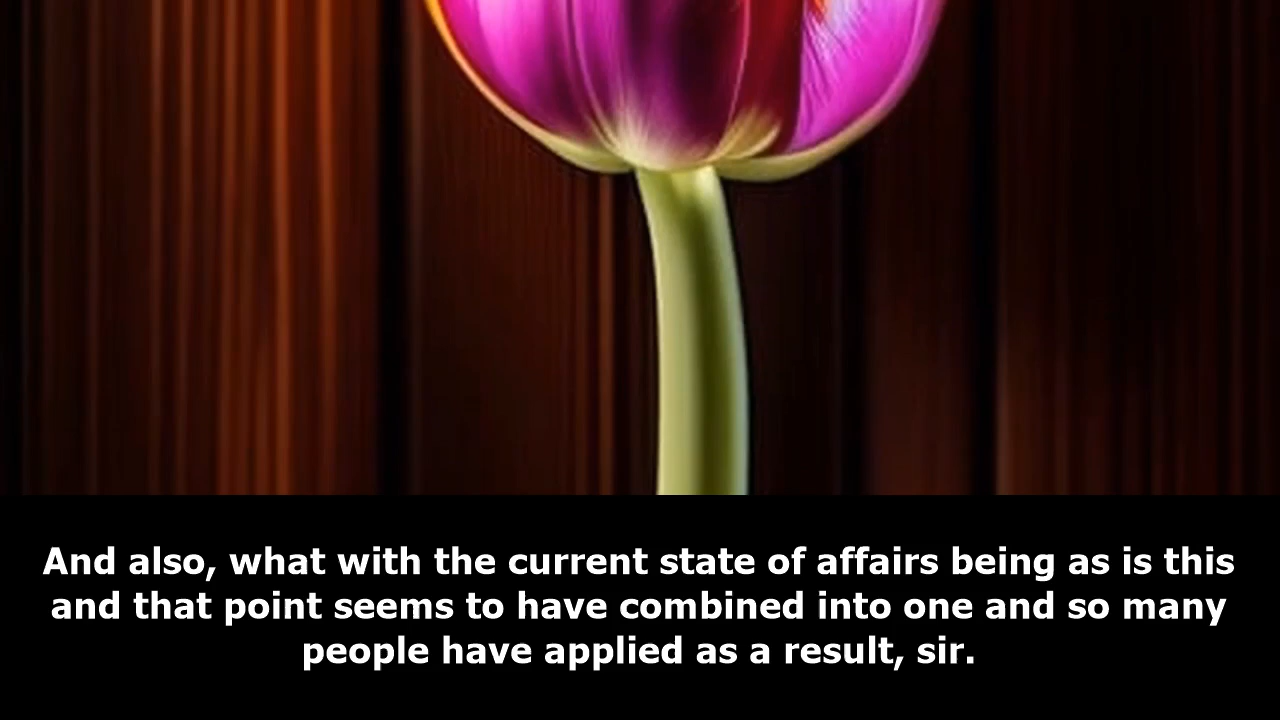 And also, what with the current state of affairs being as is this
and that point seems to have combined into one and so many
people have applied as a result, sir.